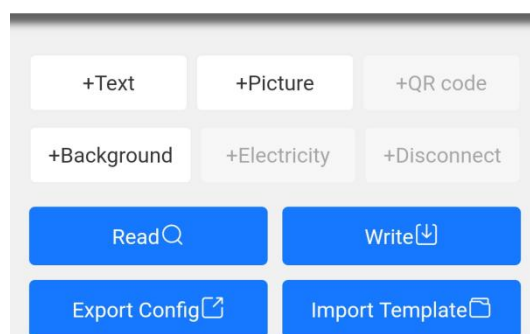 +Text +Picture +QR code
+Background +Electricity +Disconnect
Read Write
Export Config Import Template